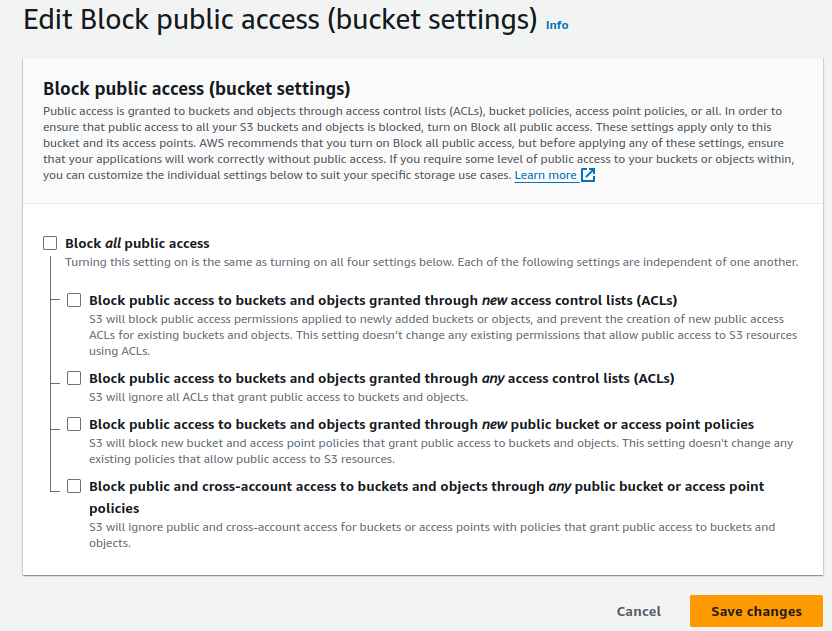 Edit Block public access (bucket settings) Info
Block public access (bucket settings)
Public access is granted to buckets and objects through access control lists (ACLs), bucket policies, access point policies, or all. In order to
ensure that public access to all your S3 buckets and objects is blocked, turn on Block all public access. These settings apply only to this
bucket and its access points. AWS recommends that you turn on Block all public access, but before applying any of these settings, ensure
that your applications will work correctly without public access. If you require some level of public access to your buckets or objects within,
you can customize the individual settings below to suit your specific storage use cases. Learn more
Block all public access
Turning this setting on is the same as turning on all four settings below. Each of the following settings are independent of one another.
Block public access to buckets and objects granted through new access control lists (ACLs)
S3 will block public access permissions applied to newly added buckets or objects, and prevent the creation of new public access
ACLs for existing buckets and objects. This setting doesn't change any existing permissions that allow public access to S3 resources
using ACLs.
Block public access to buckets and objects granted through any access control lists (ACLs)
S3 will ignore all ACLs that grant public access to buckets and objects.
Block public access to buckets and objects granted through new public bucket or access point policies
S3 will block new bucket and access point policies that grant public access to buckets and objects. This setting doesn't change any
existing policies that allow public access to S3 resources.
Block public and cross-account access to buckets and objects through any public bucket or access point
policies
S3 will ignore public and cross-account access for buckets or access points with policies that grant public access to buckets and
objects.
Cancel Save changes